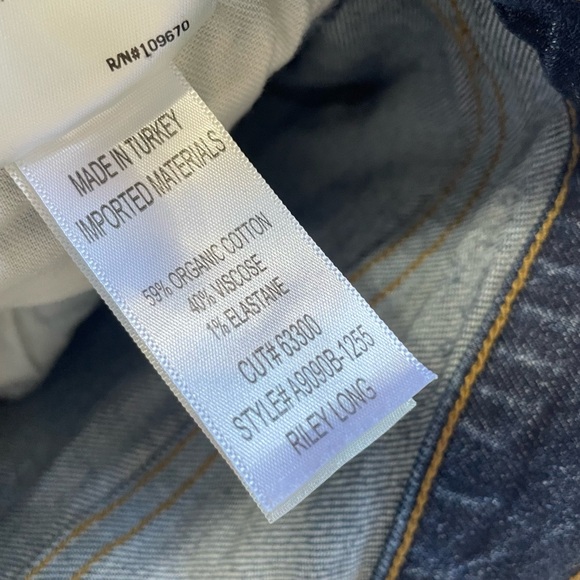 R/N#109670
MADE IN TURKEY
IMPORTED MATERIALS
59% ORGANIC COTTON
40% VISCOSE
1% ELASTANE
CUT# 63300
STYLE# A9090B-1255
RILEY LONG